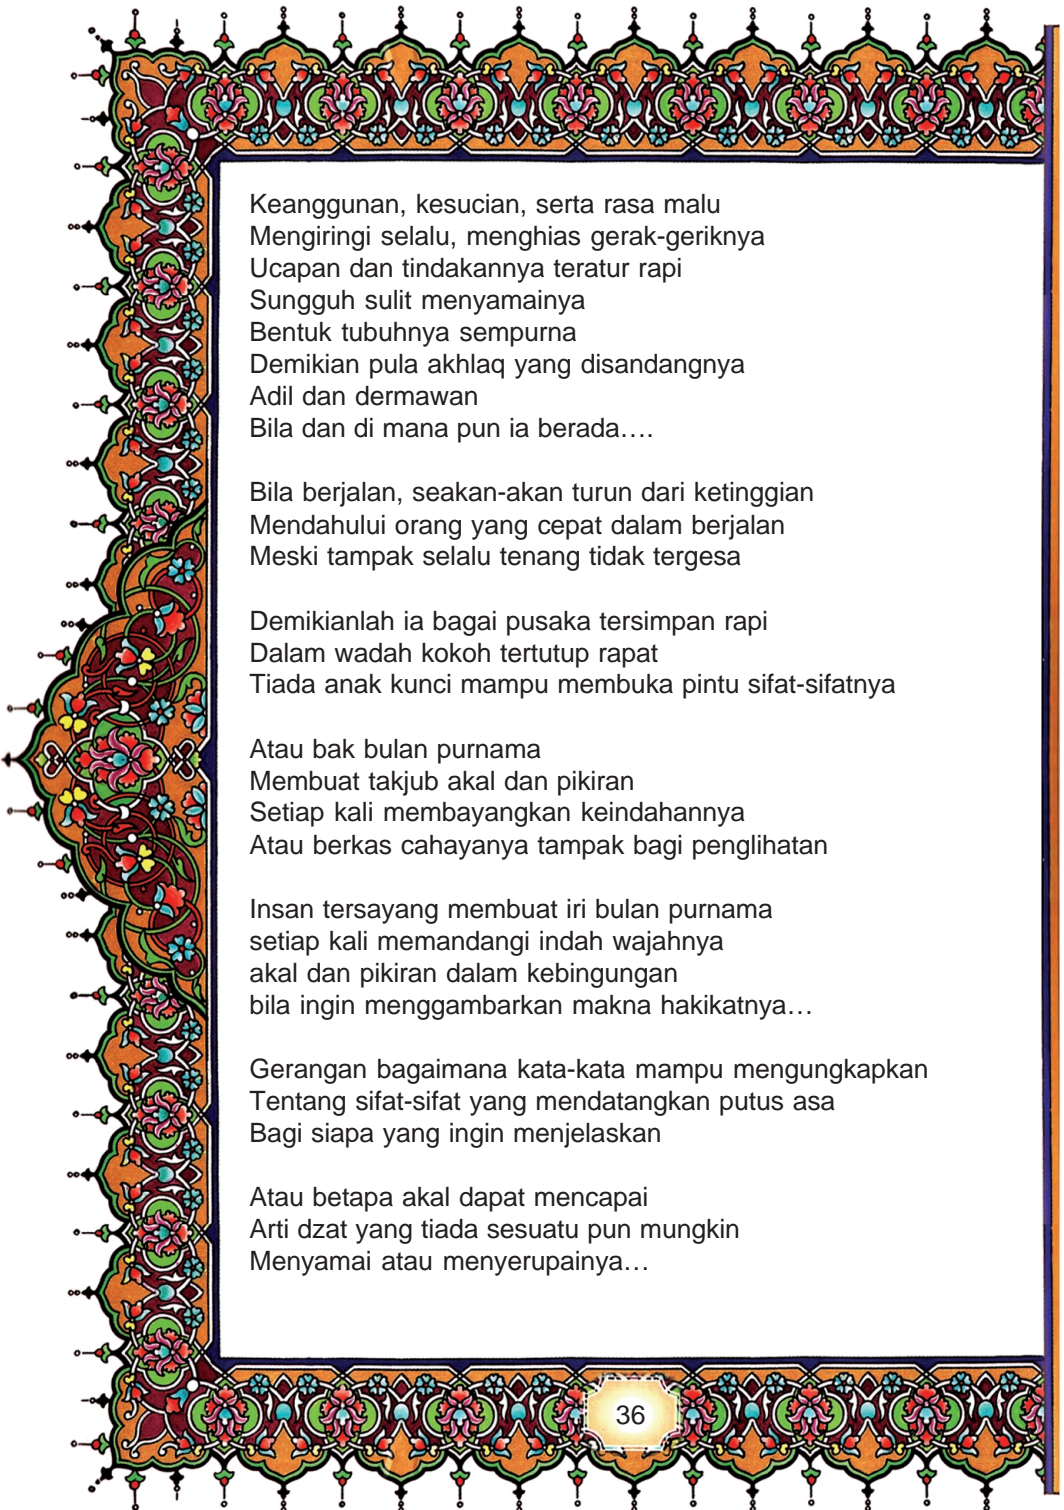 Keanggunan, kesucian, serta rasa malu
Mengiringi selalu, menghias gerak-geriknya
Ucapan dan tindakannya teratur rapi
Sungguh sulit menyamainya
Bentuk tubuhnya sempurna
Demikian pula akhlaq yang disandangnya
Adil dan dermawan
Bila dan di mana pun ia berada….

Bila berjalan, seakan-akan turun dari ketinggian
Mendahului orang yang cepat dalam berjalan
Meski tampak selalu tenang tidak tergesa

Demikianlah ia bagai pusaka tersimpan rapi
Dalam wadah kokoh tertutup rapat
Tiada anak kunci mampu membuka pintu sifat-sifatnya

Atau bak bulan purnama
Membuat takjub akal dan pikiran
Setiap kali membayangkan keindahannya
Atau berkas cahayanya tampak bagi penglihatan

Insan tersayang membuat iri bulan purnama
setiap kali memandangi indah wajahnya
akal dan pikiran dalam kebingungan
bila ingin menggambarkan makna hakikatnya…

Gerangan bagaimana kata-kata mampu mengungkapkan
Tentang sifat-sifat yang mendatangkan putus asa
Bagi siapa yang ingin menjelaskan

Atau betapa akal dapat mencapai
Arti dzat yang tiada sesuatu pun mungkin
Menyamai atau menyerupainya…

36